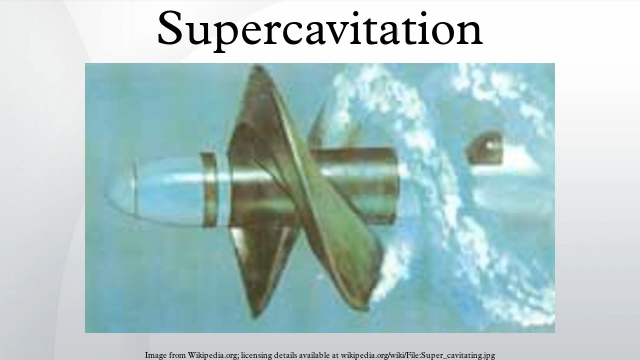 Supercavitation
Image from Wikipedia.org; licensing details available at wikipedia.org/wiki/File:Super_cavitating.jpg